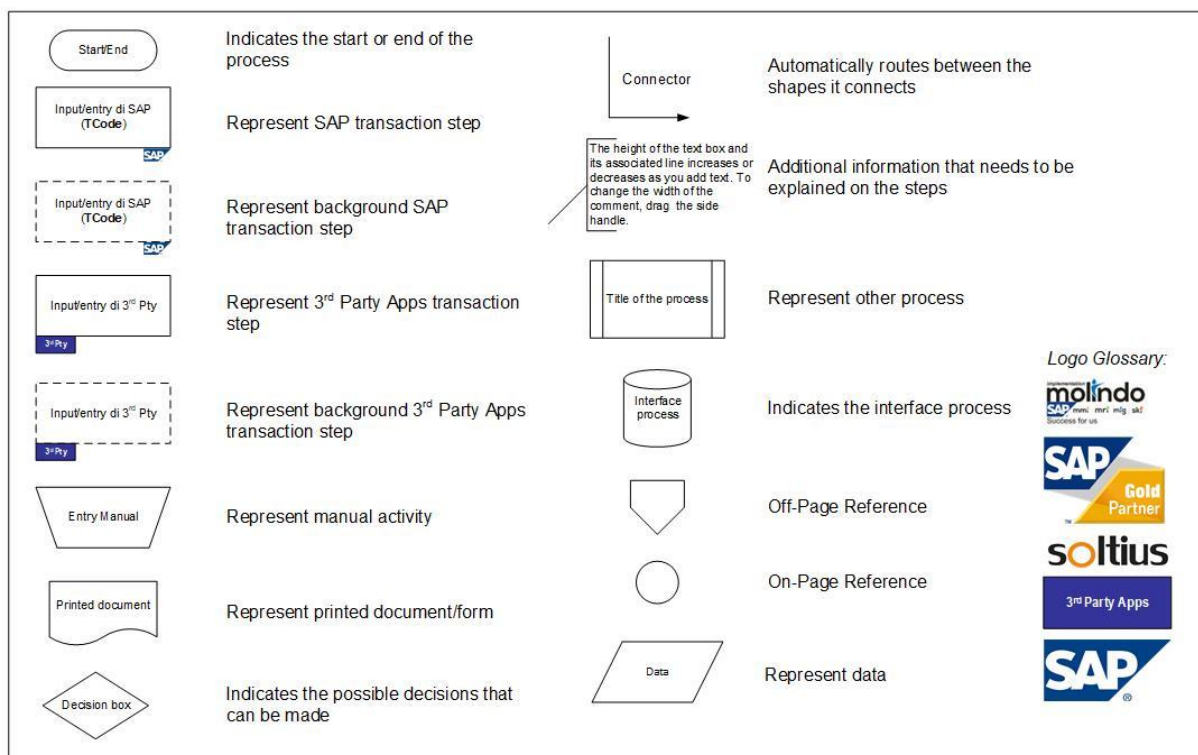 Start/End
Indicates the start or end of the
process
Input/entry di SAP
(TCode)
SAP
Represent SAP transaction step
Input/entry di SAP
(TCode)
SAP
Represent background SAP
transaction step
Input/entry di 3rd Pty
3rd Pty
Represent 3rd Party Apps transaction
step
Input/entry di 3rd Pty
3rd Pty
Represent background 3rd Party Apps
transaction step
Entry Manual
Represent manual activity
Printed document
Represent printed document/form
Decision box
Indicates the possible decisions that
can be made
Connector
Automatically routes between the
shapes it connects
The height of the text box and
its associated line increases or
decreases as you add text. To
change the width of the
comment, drag the side
handle.
Additional information that needs to be
explained on the steps
Title of the process
Represent other process
Interface
process
Indicates the interface process
Off-Page Reference
On-Page Reference
Data
Represent data
Logo Glossary:
implementation
molindo
SAP mmi mri mlg skf
Success for us
SAP
Gold
Partner
™
soltius
3rd Party Apps
SAP
®